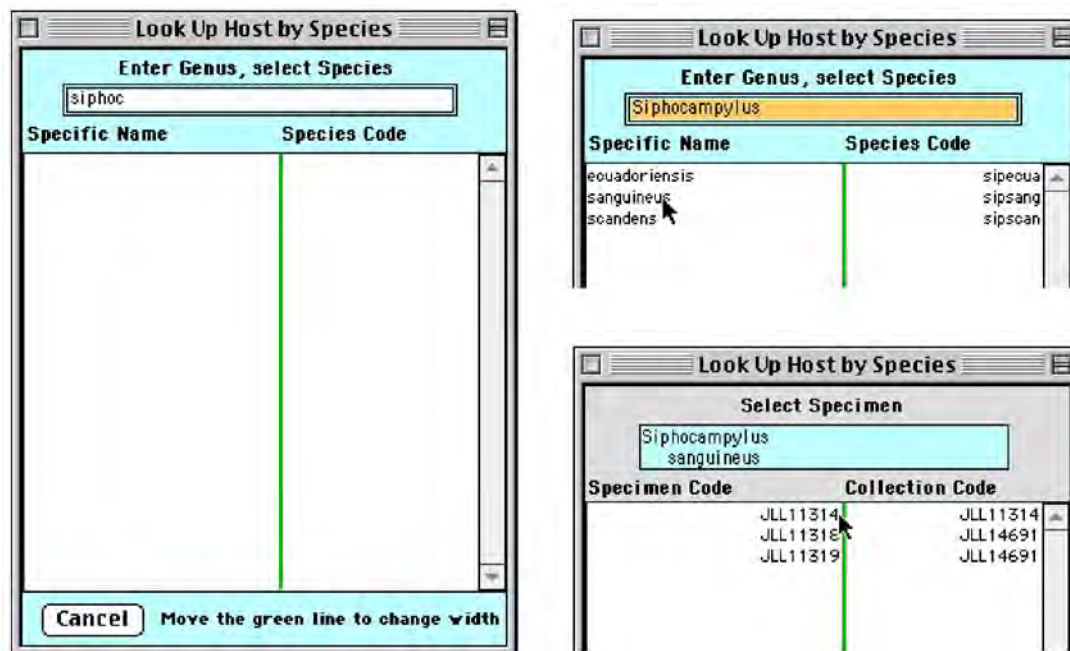 Look Up Host by Species
Enter Genus, select Species
siphoc
Specific Name Species Code
Cancel Move the green line to change width
Look Up Host by Species
Enter Genus, select Species
Siphocampylus
Specific Name Species Code
ecuadoriensis sipecua
sanguineus sipsang
scandens sipscan
Look Up Host by Species
Select Specimen
Siphocampylus
sanguineus
Specimen Code Collection Code
JLL11314 JLL11314
JLL11318 JLL14691
JLL11319 JLL14691